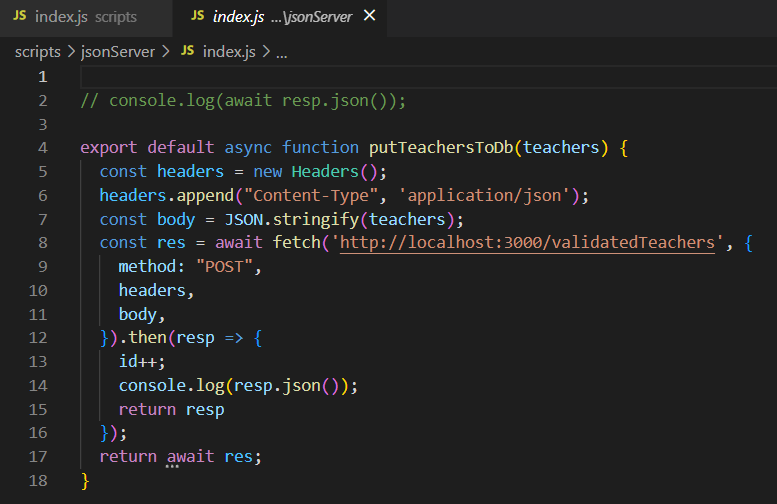 JS index.js scripts
JS index.js ...\jsonServer ×
scripts > jsonServer > JS index.js > ...
1
2 // console.log(await resp.json());
3
4 export default async function putTeachersToDb(teachers) {
5 const headers = new Headers();
6 headers.append("Content-Type", 'application/json');
7 const body = JSON.stringify(teachers);
8 const res = await fetch('http://localhost:3000/validatedTeachers', {
9 method: "POST",
10 headers,
11 body,
12 }).then(resp => {
13 id++;
14 console.log(resp.json());
15 return resp
16 });
17 return await res;
18 }